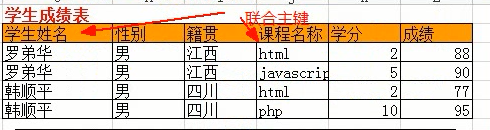 学生成绩表
联合主键
学生姓名 性别 籍贯 课程名称 学分 成绩
罗弟华 男 江西 html 2 88
罗弟华 男 江西 javascrip 5 90
韩顺平 男 四川 html 2 77
韩顺平 男 四川 php 10 95